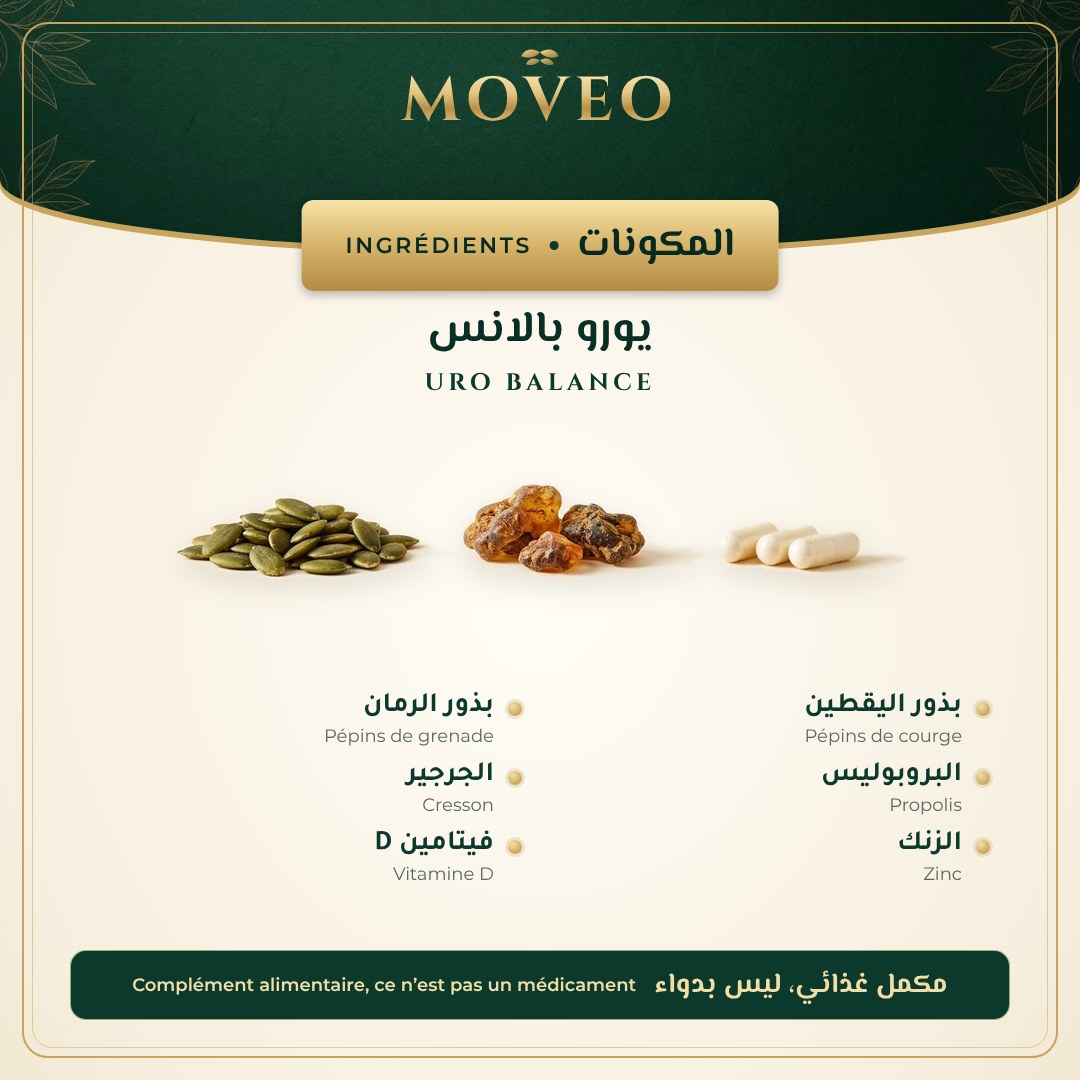 MOVEO
المكونات • INGRÉDIENTS
يورو بالانس
URO BALANCE
بذور اليقطين
Pépins de courge
البروبوليس
Propolis
الزنك
Zinc
بذور الرمان
Pépins de grenade
الجرجير
Cresson
فيتامين D
Vitamine D
مكمل غذائي، ليس بدواء Complément alimentaire, ce n’est pas un médicament